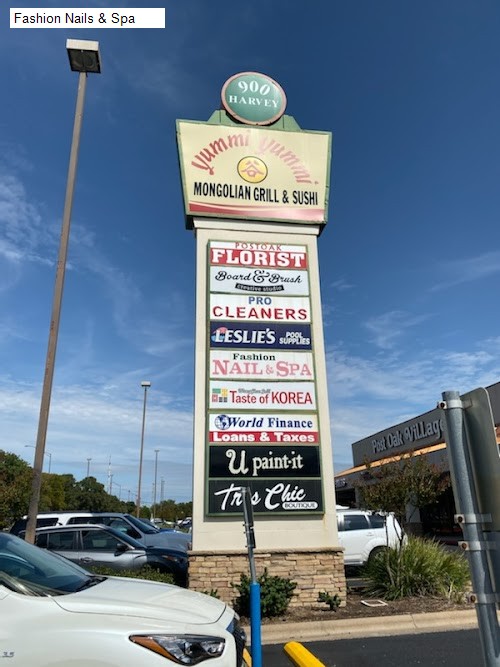 Fashion Nails & Spa
900
HARVEY
Yummi Yummi
MONGOLIAN GRILL & SUSHI
POSTOAK
FLORIST
Board & Brush
creative studio
PRO
CLEANERS
LESLIE'S POOL
SUPPLIES
Fashion
NAIL & SPA
Taste of KOREA
World Finance
Loans & Taxes
U paint·it
Très Chic
BOUTIQUE
Post Oak Village